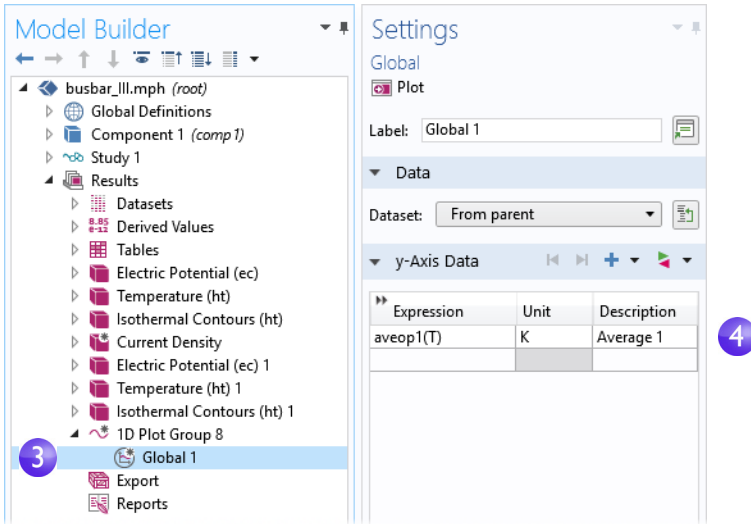 Model Builder
busbar_III.mph (root)
Global Definitions
Component 1 (comp1)
Study 1
Results
Datasets
8.85
e-12 Derived Values
Tables
Electric Potential (ec)
Temperature (ht)
Isothermal Contours (ht)
Current Density
Electric Potential (ec) 1
Temperature (ht) 1
Isothermal Contours (ht) 1
1D Plot Group 8
3 Global 1
Export
Reports
Settings
Global
Plot
Label: Global 1
Data
Dataset: From parent
y-Axis Data
Expression Unit Description
aveop1(T) K Average 1
4